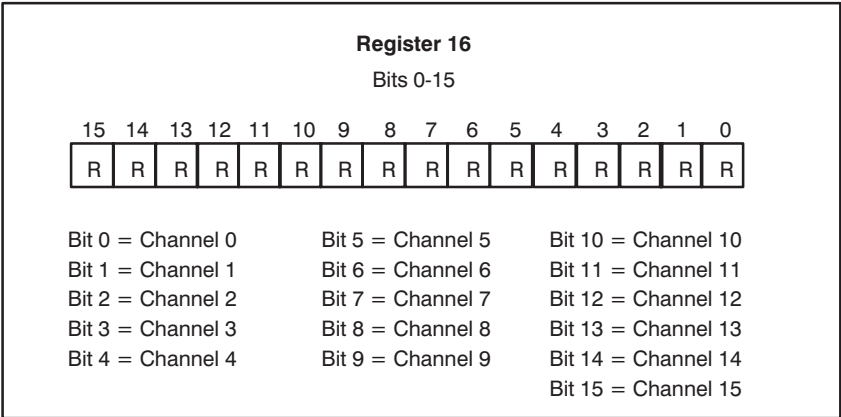 Register 16
Bits 0-15
15 14 13 12 11 10 9 8 7 6 5 4 3 2 1 0
R R R R R R R R R R R R R R R R
Bit 0 = Channel 0 Bit 5 = Channel 5 Bit 10 = Channel 10
Bit 1 = Channel 1 Bit 6 = Channel 6 Bit 11 = Channel 11
Bit 2 = Channel 2 Bit 7 = Channel 7 Bit 12 = Channel 12
Bit 3 = Channel 3 Bit 8 = Channel 8 Bit 13 = Channel 13
Bit 4 = Channel 4 Bit 9 = Channel 9 Bit 14 = Channel 14
Bit 15 = Channel 15